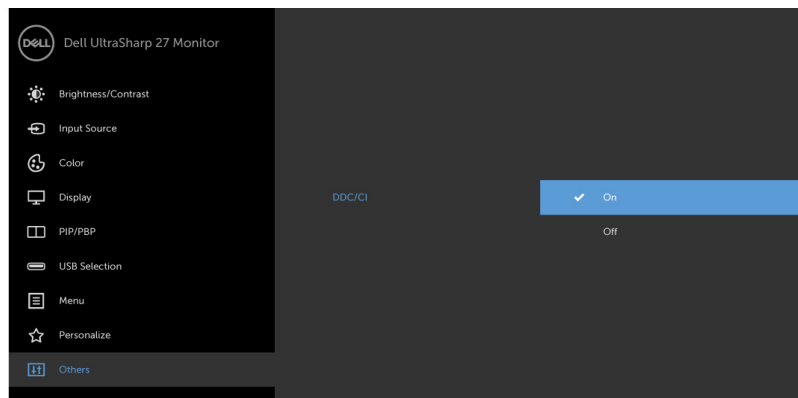 DELL Dell UltraSharp 27 Monitor
Brightness/Contrast
Input Source
Color
Display DDC/CI On
PIP/PBP Off
USB Selection
Menu
Personalize
Others